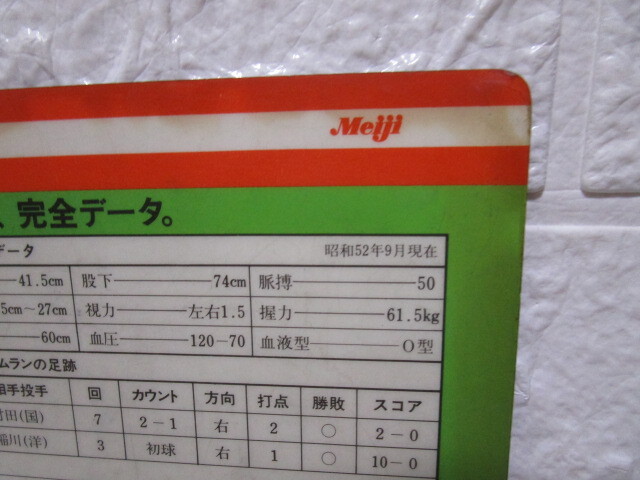 Meiji
、完全データ。
データ 昭和52年9月現在
41.5cm 股下 74cm 脈搏 50
5cm～27cm 視力 左右1.5 握力 61.5kg
60cm 血圧 120-70 血液型 O型
ムランの足跡
相手投手 回 カウント 方向 打点 勝敗 スコア
村田(国) 7 2-1 右 2 ○ 2-0
稲川(洋) 3 初球 右 1 ○ 10-0